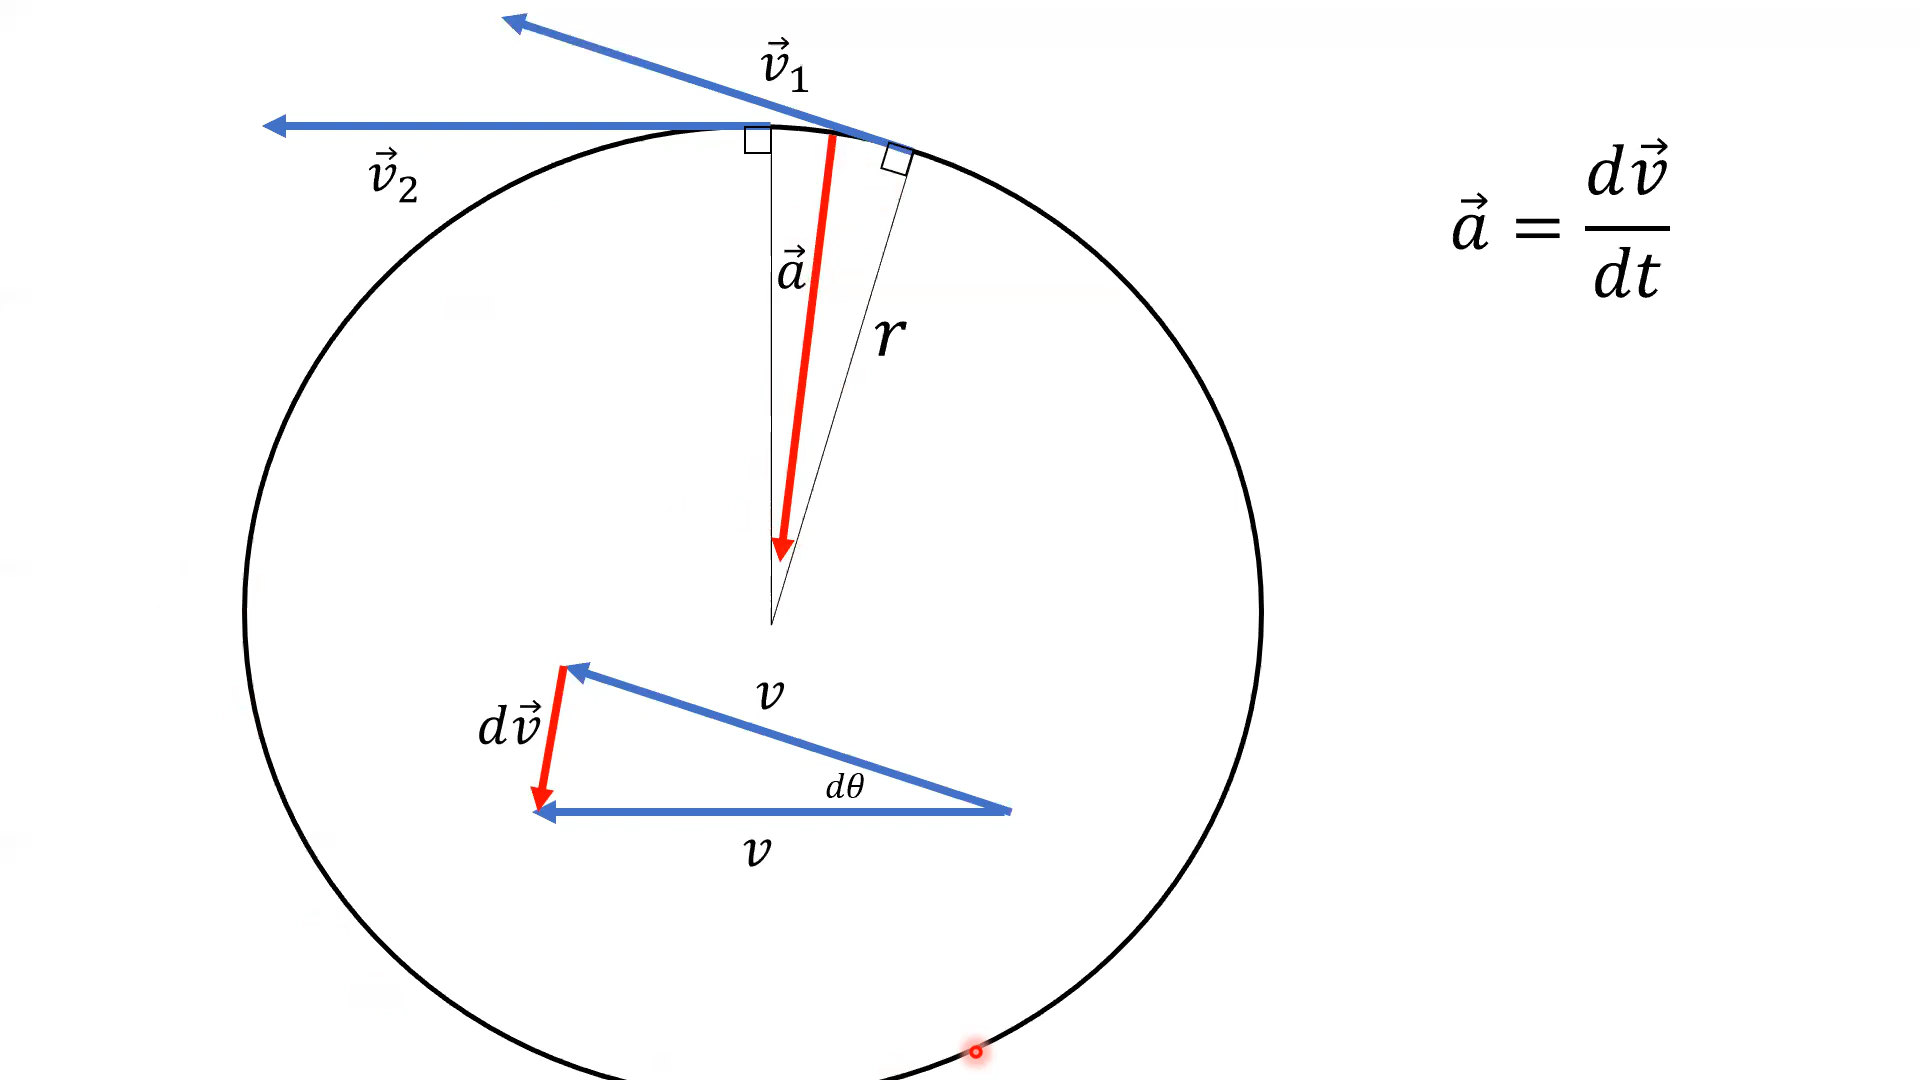 v⃗₁
v⃗₂
a⃗ = dv⃗/dt
a⃗
r
v
dv⃗
dθ
v